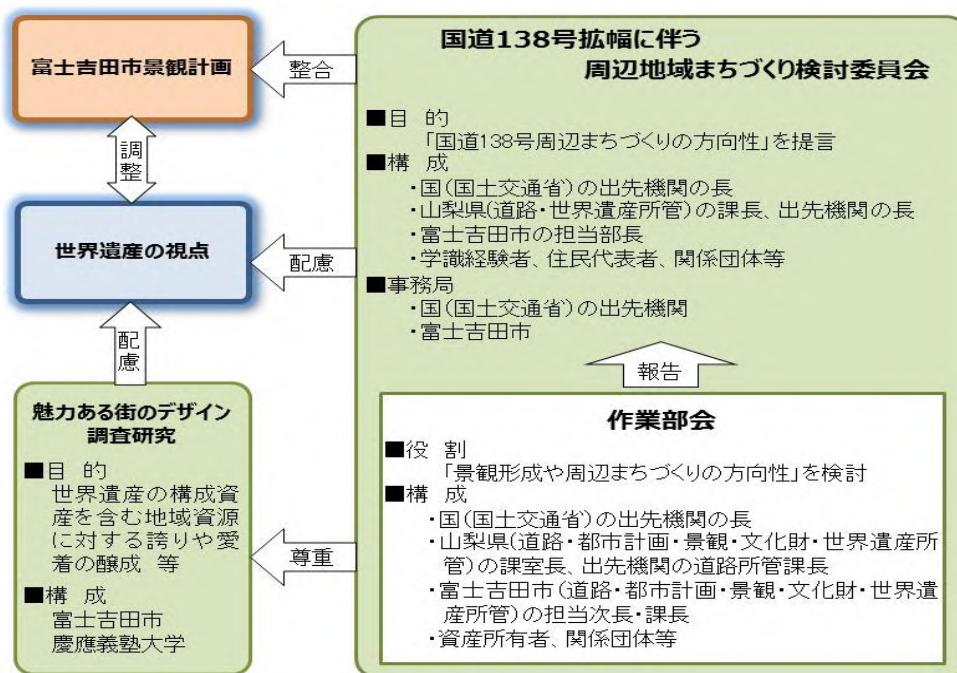 富士吉田市景観計画
調整
世界遺産の視点
配慮
魅力ある街のデザイン
調査研究
■目 的
世界遺産の構成資
産を含む地域資源
に対する誇りや愛
着の醸成 等
■構 成
富士吉田市
慶應義塾大学
整合
配慮
尊重
国道138号拡幅に伴う
周辺地域まちづくり検討委員会
■目 的
「国道138号周辺まちづくりの方向性」を提言
■構 成
・国(国土交通省)の出先機関の長
・山梨県(道路・世界遺産所管)の課長、出先機関の長
・富士吉田市の担当部長
・学識経験者、住民代表者、関係団体等
■事務局
・国(国土交通省)の出先機関
・富士吉田市
報告
作業部会
■役 割
「景観形成や周辺まちづくりの方向性」を検討
■構 成
・国(国土交通省)の出先機関の長
・山梨県(道路・都市計画・景観・文化財・世界遺産所
管)の課室長、出先機関の道路所管課長
・富士吉田市(道路・都市計画・景観・文化財・世界遺
産所管)の担当次長・課長
・資産所有者、関係団体等